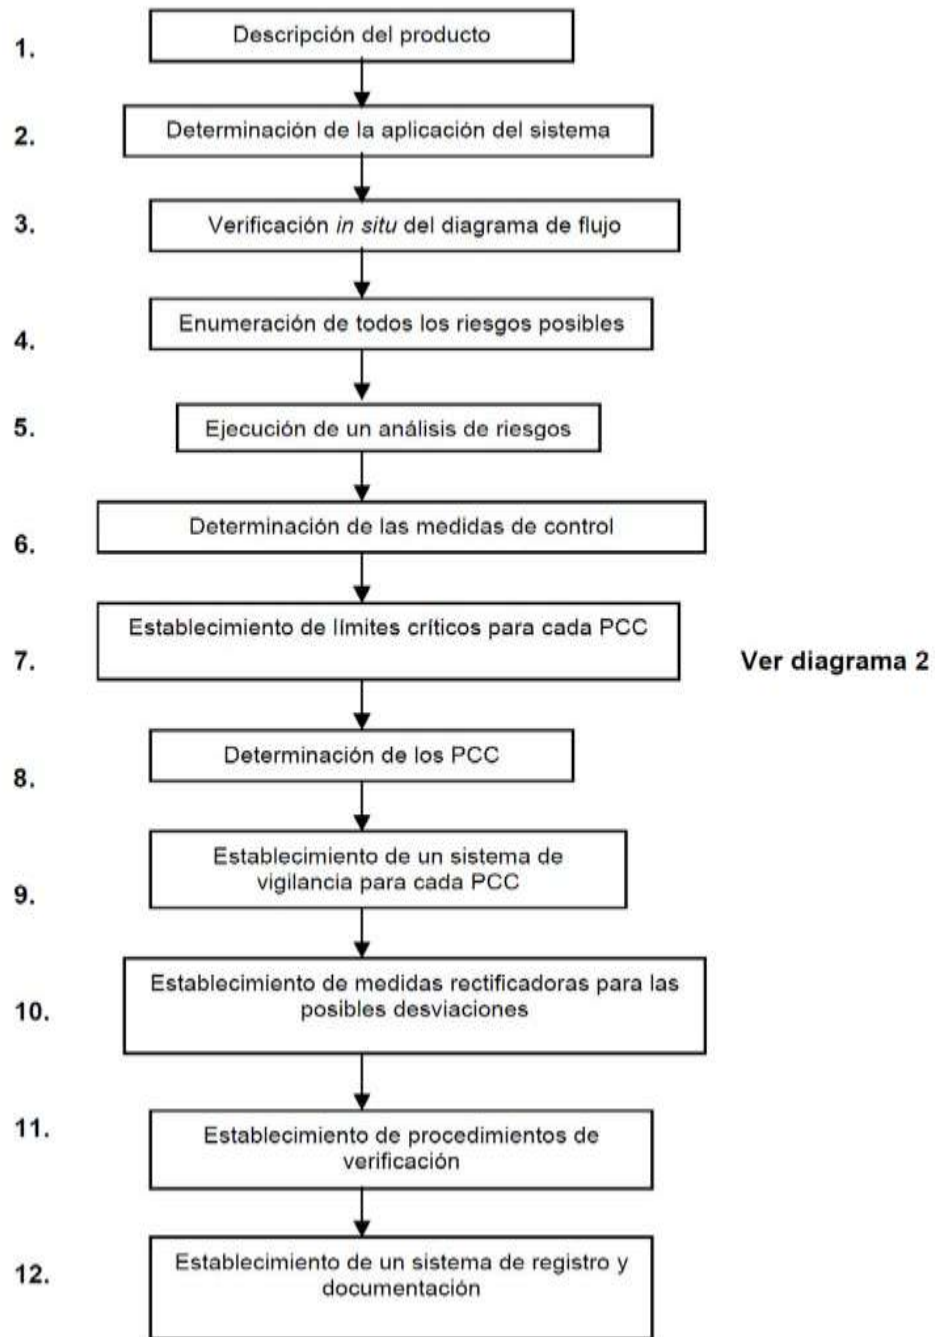 1.
Descripción del producto
2.
Determinación de la aplicación del sistema
3.
Verificación in situ del diagrama de flujo
4.
Enumeración de todos los riesgos posibles
5.
Ejecución de un análisis de riesgos
6.
Determinación de las medidas de control
7.
Establecimiento de límites críticos para cada PCC
Ver diagrama 2
8.
Determinación de los PCC
9.
Establecimiento de un sistema de
vigilancia para cada PCC
10.
Establecimiento de medidas rectificadoras para las
posibles desviaciones
11.
Establecimiento de procedimientos de
verificación
12.
Establecimiento de un sistema de registro y
documentación